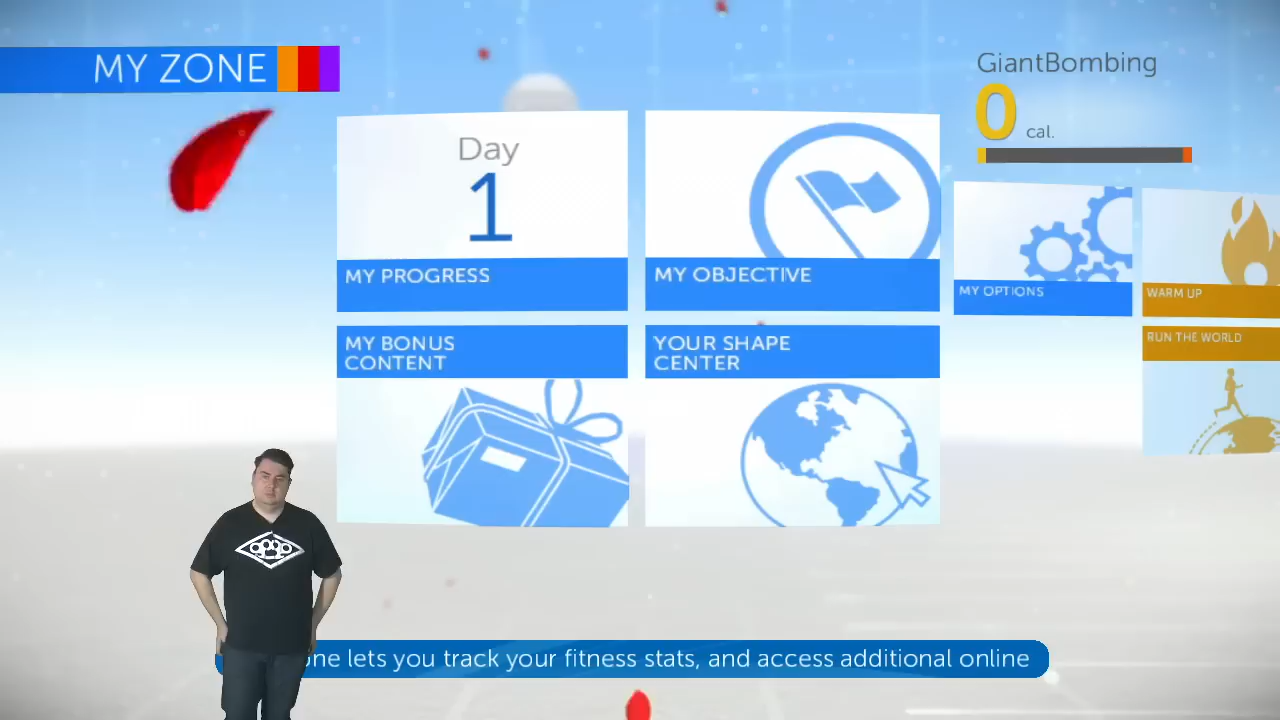 MY ZONE
GiantBombing
0 cal.
Day
1
MY PROGRESS
MY OBJECTIVE
MY OPTIONS
WARM UP
MY BONUS
CONTENT
YOUR SHAPE
CENTER
RUN THE WORLD
lets you track your fitness stats, and access additional online